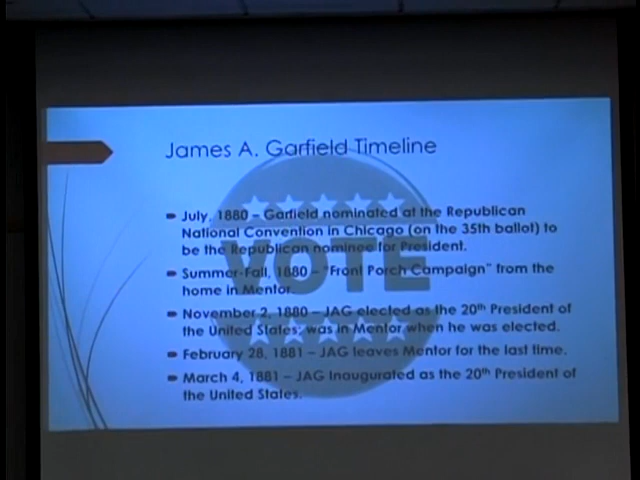 James A. Garfield Timeline
VOTE
July, 1880 – Garfield nominated at the Republican
National Convention in Chicago (on the 35th ballot) to
be the Republican nominee for President.
Summer-Fall, 1880 – "Front Porch Campaign" from the
home in Mentor.
November 2, 1880 – JAG elected as the 20th President of
the United States; was in Mentor when he was elected.
February 28, 1881 – JAG leaves Mentor for the last time.
March 4, 1881 – JAG Inaugurated as the 20th President of
the United States.